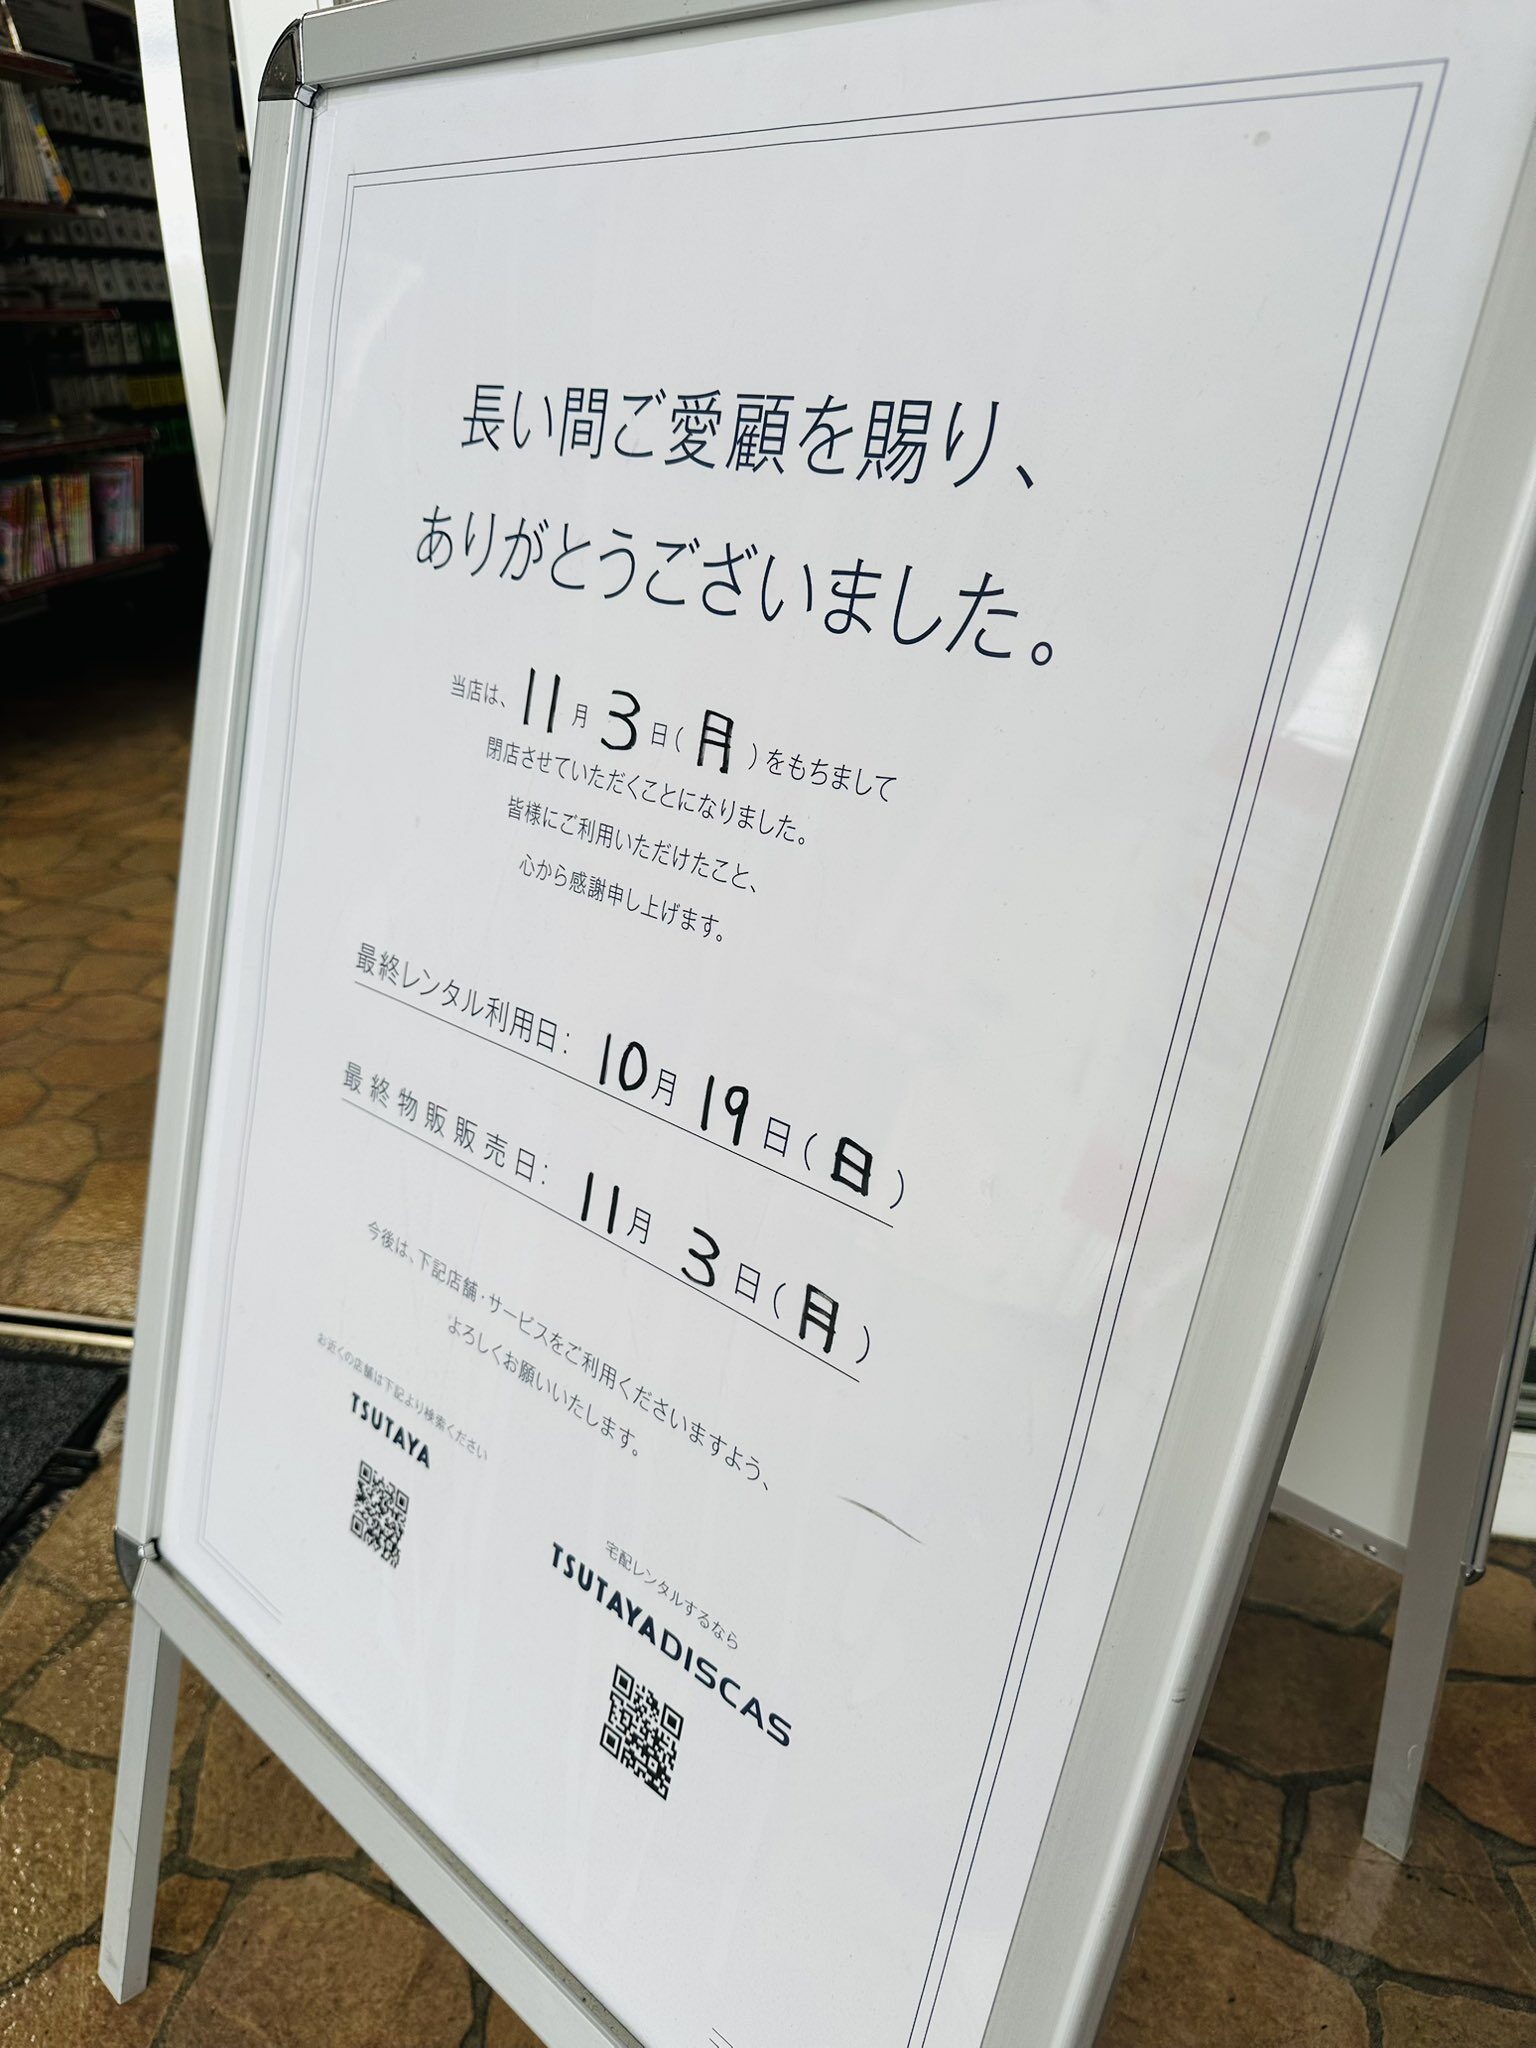 長い間ご愛顧を賜り、
ありがとうございました。
当店は、11月3日(月)をもちまして
閉店させていただくことになりました。
皆様にご利用いただけたこと、
心から感謝申し上げます。
最終レンタル利用日： 10月19日(日)
最終物販販売日： 11月3日(月)
今後は、下記店舗・サービスをご利用くださいますよう、
よろしくお願いいたします。
お近くの店舗は下記より検索ください
TSUTAYA
宅配レンタルするなら
TSUTAYADISCAS